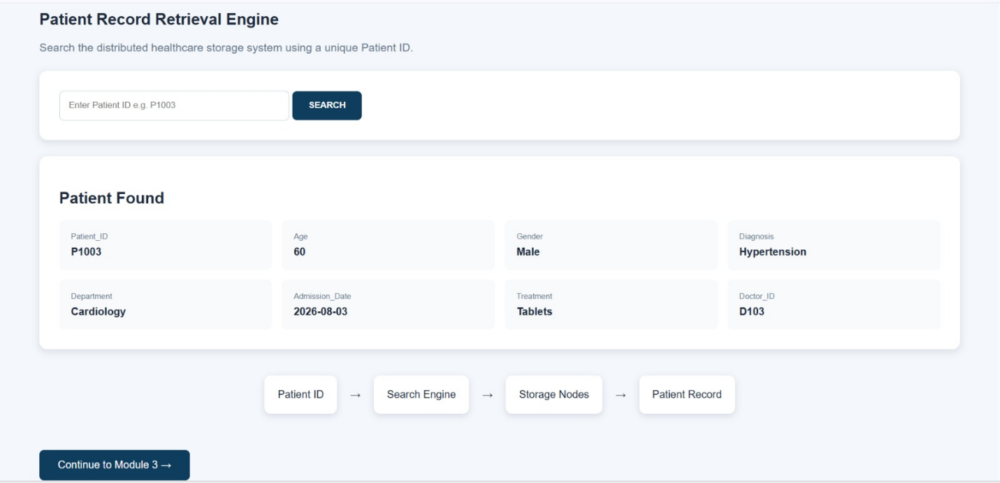 Patient Record Retrieval Engine
Search the distributed healthcare storage system using a unique Patient ID.
Enter Patient ID e.g. P1003 SEARCH
Patient Found
Patient_ID Age Gender Diagnosis
P1003 60 Male Hypertension
Department Admission_Date Treatment Doctor_ID
Cardiology 2026-08-03 Tablets D103
Patient ID → Search Engine → Storage Nodes → Patient Record
Continue to Module 3 →